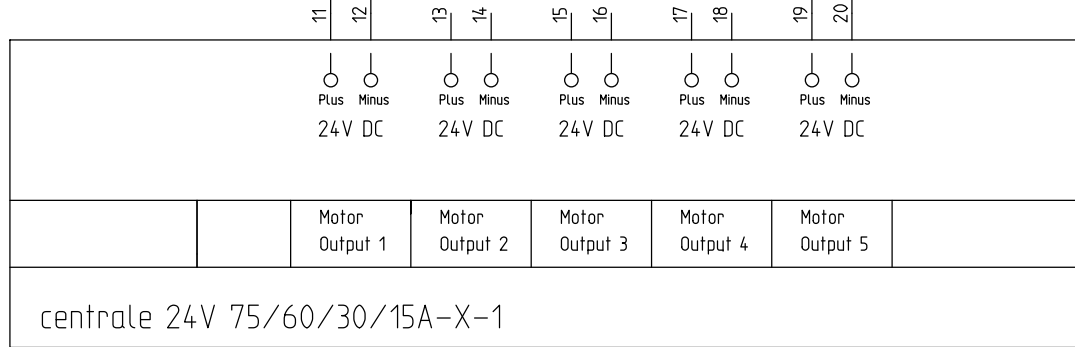 11 12 13 14 15 16 17 18 19 20
Plus Minus Plus Minus Plus Minus Plus Minus Plus Minus
24V DC 24V DC 24V DC 24V DC 24V DC
Motor Motor Motor Motor Motor
Output 1 Output 2 Output 3 Output 4 Output 5
centrale 24V 75/60/30/15A-X-1